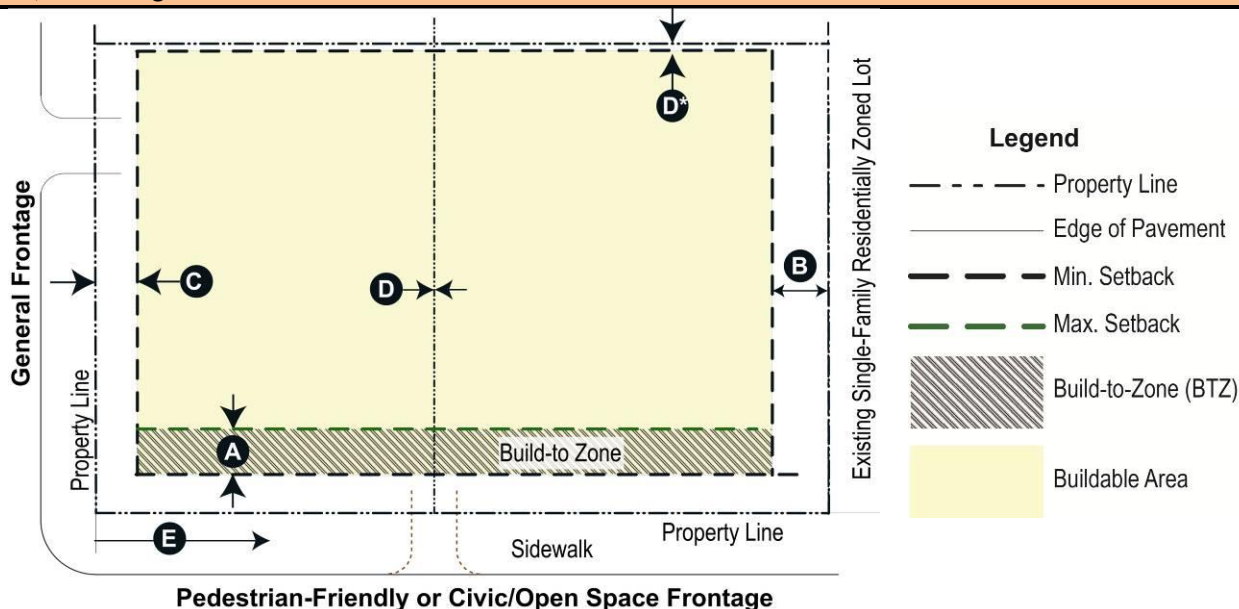 D*
General Frontage
Property Line
C
D
B
A
Build-to Zone
E
Sidewalk
Property Line
Pedestrian-Friendly or Civic/Open Space Frontage
Existing Single-Family Residentially Zoned Lot
Legend
Property Line
Edge of Pavement
Min. Setback
Max. Setback
Build-to-Zone (BTZ)
Buildable Area